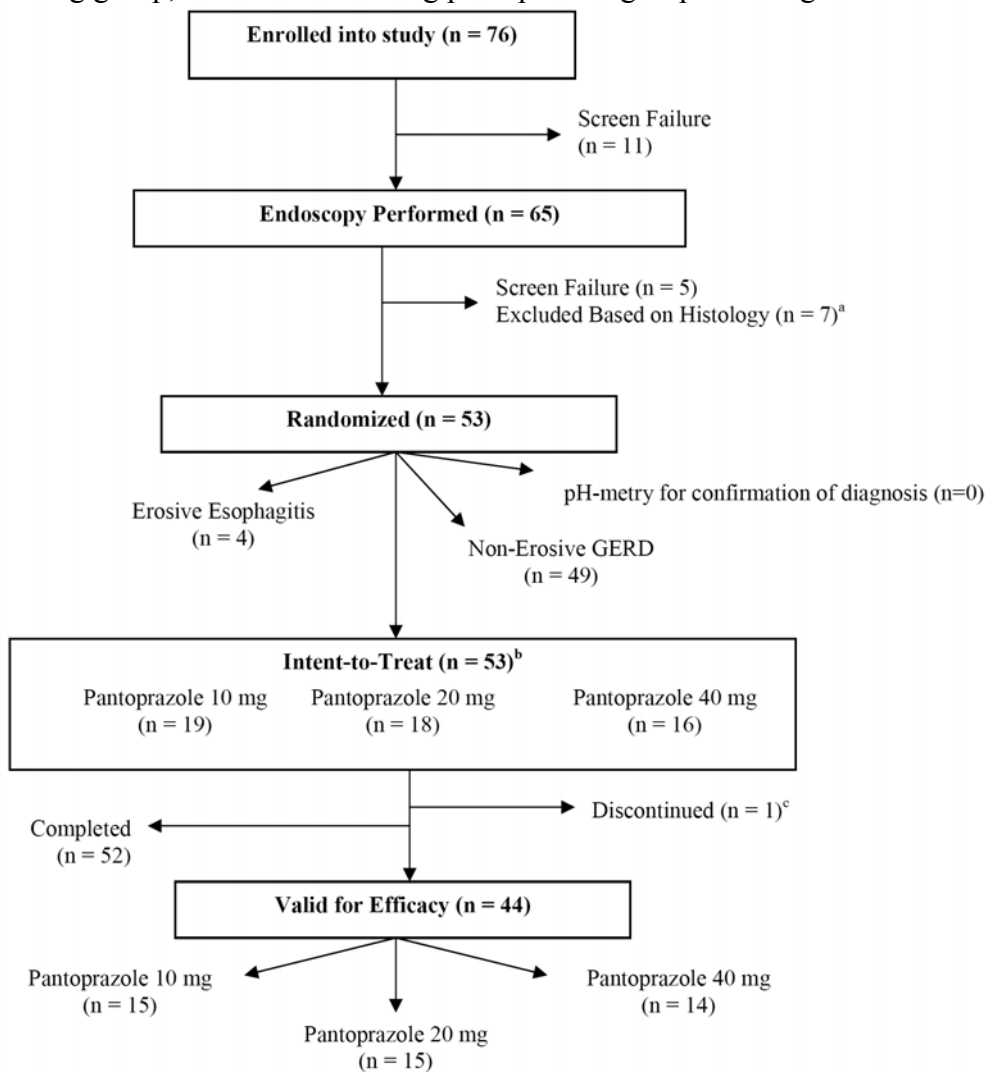 Enrolled into study (n = 76)
Screen Failure
(n = 11)
Endoscopy Performed (n = 65)
Screen Failure (n = 5)
Excluded Based on Histology (n = 7)a
Randomized (n = 53)
pH-metry for confirmation of diagnosis (n=0)
Erosive Esophagitis
(n = 4)
Non-Erosive GERD
(n = 49)
Intent-to-Treat (n = 53)b
Pantoprazole 10 mg
(n = 19)
Pantoprazole 20 mg
(n = 18)
Pantoprazole 40 mg
(n = 16)
Discontinued (n = 1)c
Completed
(n = 52)
Valid for Efficacy (n = 44)
Pantoprazole 10 mg
(n = 15)
Pantoprazole 40 mg
(n = 14)
Pantoprazole 20 mg
(n = 15)